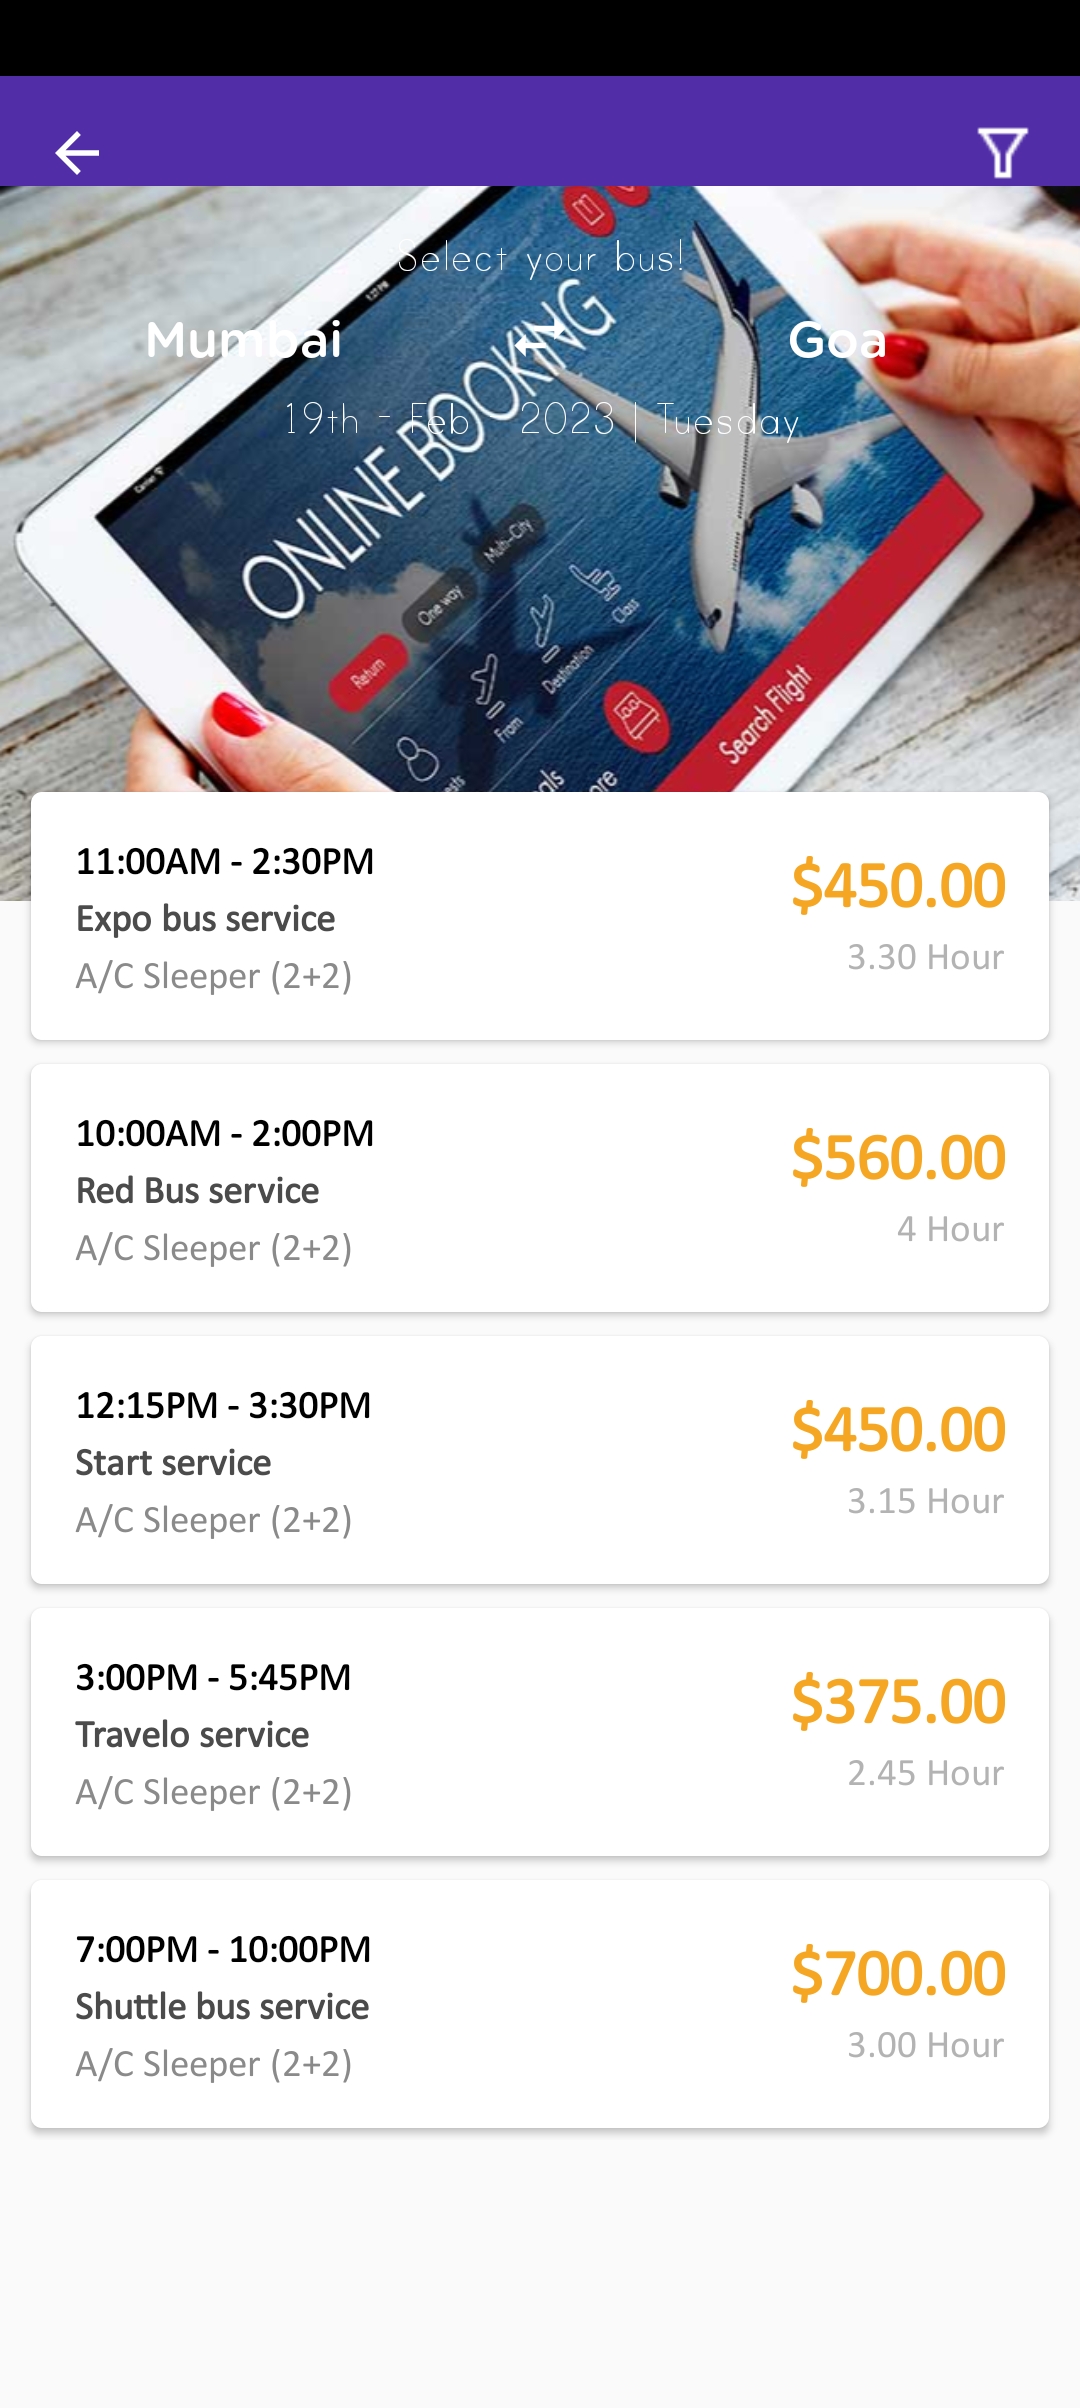 Select your bus!
Mumbai Goa
19th - Feb - 2023 | Tuesday
ONLINE BOOKING
Return
One way
Multi-City
From
Destination
Class
Search Flight
11:00AM - 2:30PM
Expo bus service
A/C Sleeper (2+2)
$450.00
3.30 Hour
10:00AM - 2:00PM
Red Bus service
A/C Sleeper (2+2)
$560.00
4 Hour
12:15PM - 3:30PM
Start service
A/C Sleeper (2+2)
$450.00
3.15 Hour
3:00PM - 5:45PM
Travelo service
A/C Sleeper (2+2)
$375.00
2.45 Hour
7:00PM - 10:00PM
Shuttle bus service
A/C Sleeper (2+2)
$700.00
3.00 Hour